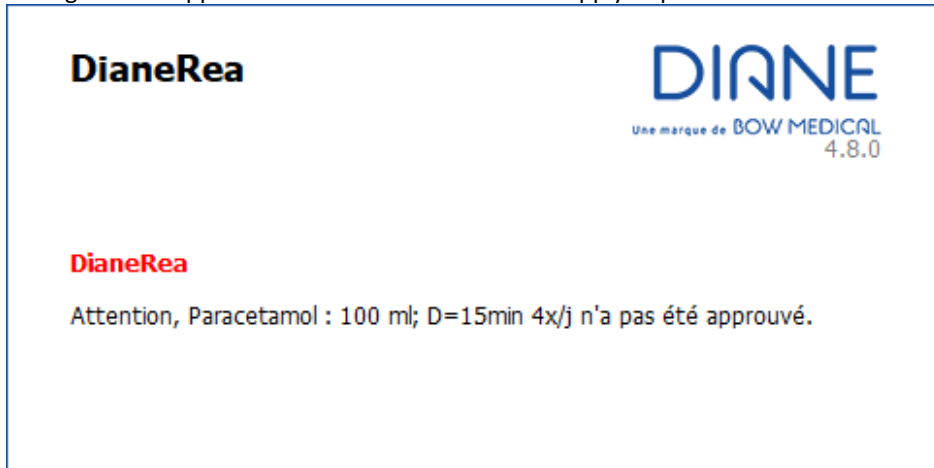 DianeRea
DIANE
Une marque de BOW MEDICAL
4.8.0
DianeRea
Attention, Paracetamol : 100 ml; D=15min 4x/j n'a pas été approuvé.